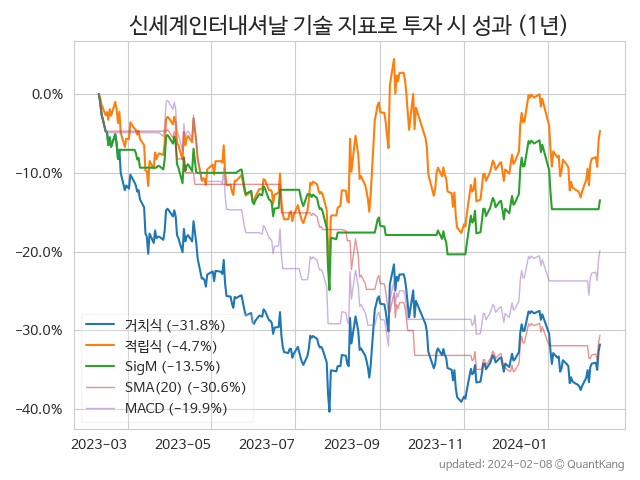 신세계인터내셔날 기술 지표로 투자 시 성과 (1년)
0.0%
−10.0%
−20.0%
−30.0%
−40.0%
거치식 (−31.8%)
적립식 (−4.7%)
SigM (−13.5%)
SMA(20) (−30.6%)
MACD (−19.9%)
2023-03 2023-05 2023-07 2023-09 2023-11 2024-01
updated: 2024-02-08 © QuantKang